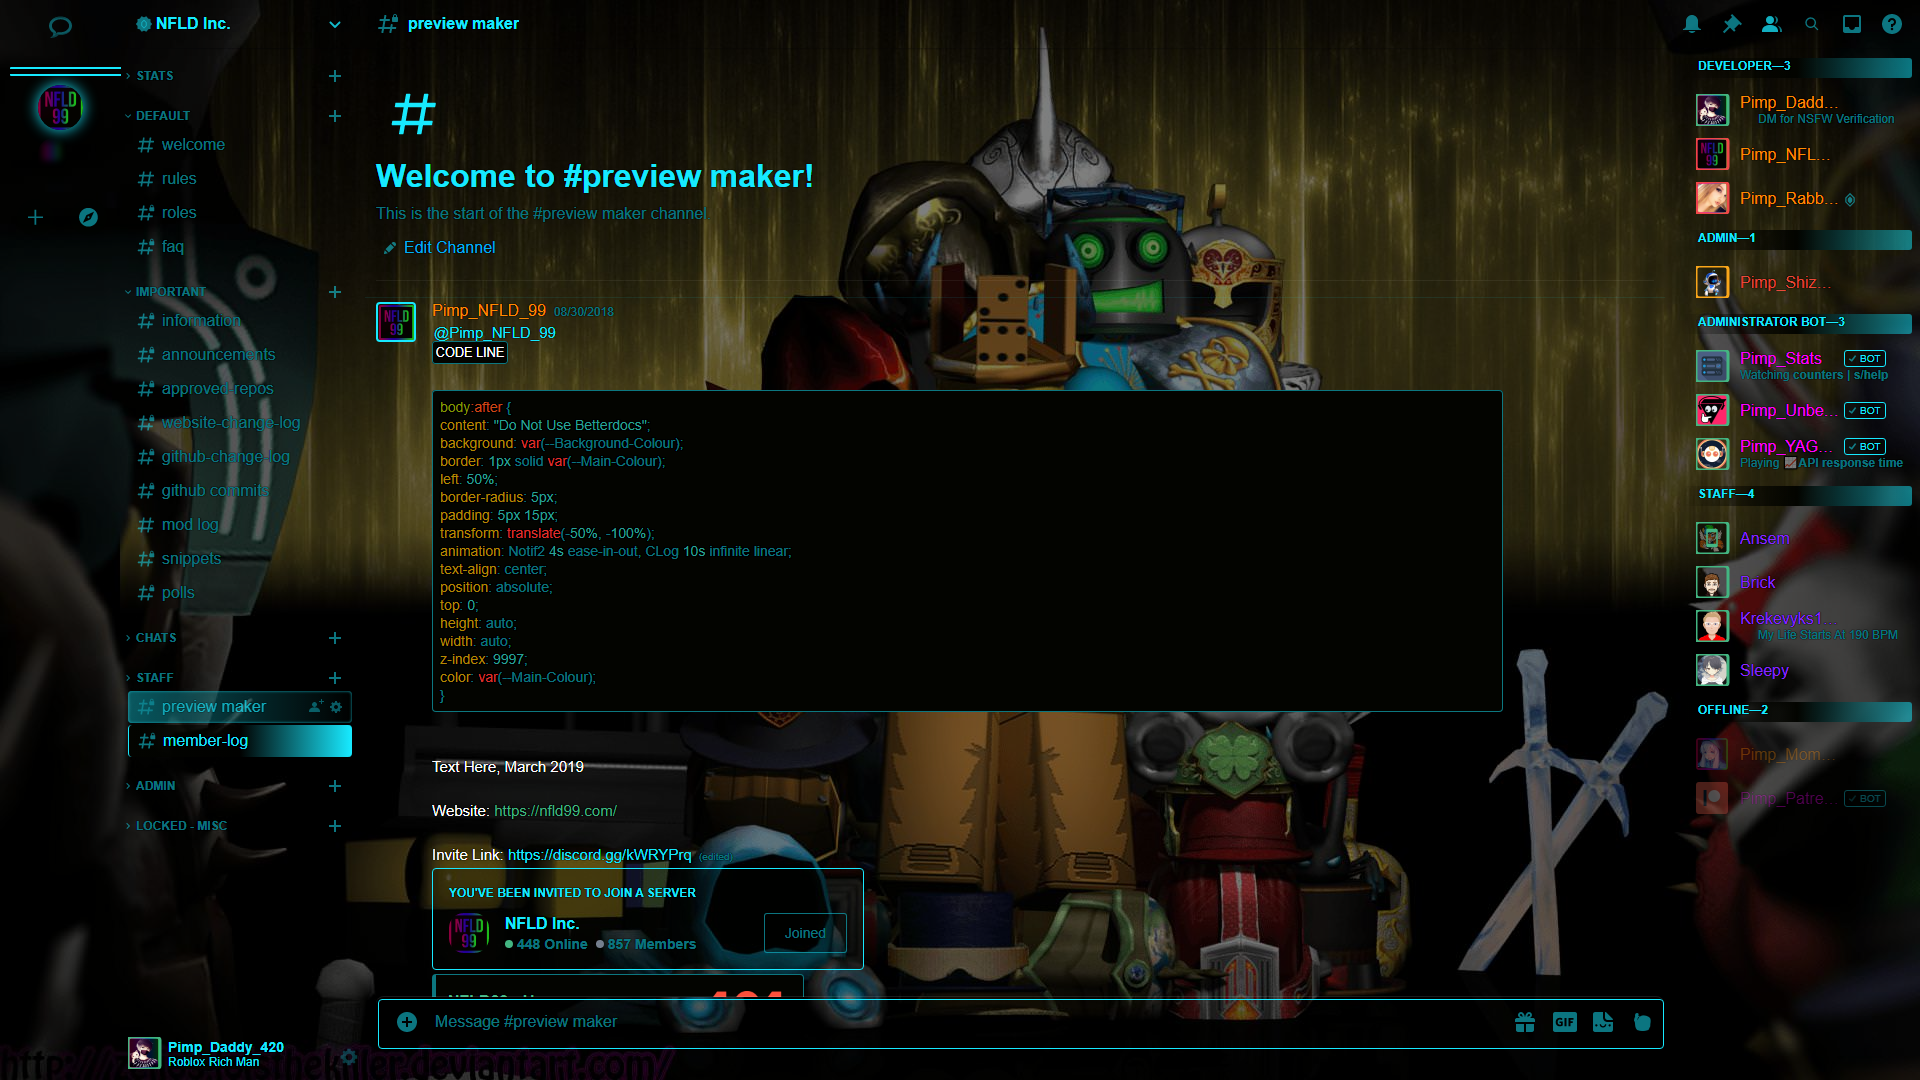 NFLD Inc.
preview maker
NFLD
99
STATS
DEFAULT
welcome
rules
roles
faq
IMPORTANT
information
announcements
approved-repos
website-change-log
github-change-log
github commits
mod log
snippets
polls
CHATS
STAFF
preview maker
member-log
ADMIN
LOCKED - MISC
Pimp_Daddy_420
Roblox Rich Man
Welcome to #preview maker!
This is the start of the #preview maker channel
Edit Channel
Pimp_NFLD_99 08/30/2018
@Pimp_NFLD_99
CODE LINE
body:after {
content: "Do Not Use Betterdocs";
background: var(--Background-Colour);
border: 1px solid var(--Main-Colour);
left: 50%;
border-radius: 5px;
padding: 5px 15px;
transform: translate(-50%, -100%);
animation: Notif2 4s ease-in-out, CLog 10s infinite linear;
text-align: center;
position: absolute;
top: 0;
height: auto;
width: auto;
z-index: 9997;
color: var(--Main-Colour);
}
Text Here, March 2019
Website: https://nfld99.com/
Invite Link: https://discord.gg/kWRYPrq (edited)
YOU'VE BEEN INVITED TO JOIN A SERVER
NFLD
99
NFLD Inc.
448 Online 857 Members
Joined
Message #preview maker
GIF
DEVELOPER—3
Pimp_Dadd...
DM for NSFW Verification
Pimp_NFL...
Pimp_Rabb...
ADMIN—1
Pimp_Shiz...
ADMINISTRATOR BOT—3
Pimp_Stats BOT
Watching counters | s/help
Pimp_Unbe... BOT
Pimp_YAG... BOT
Playing API response time
STAFF—4
Ansem
Brick
Krekevyks1...
My Life Starts At 190 BPM
Sleepy
OFFLINE—2
Pimp_Mom...
Pimp_Patre... BOT